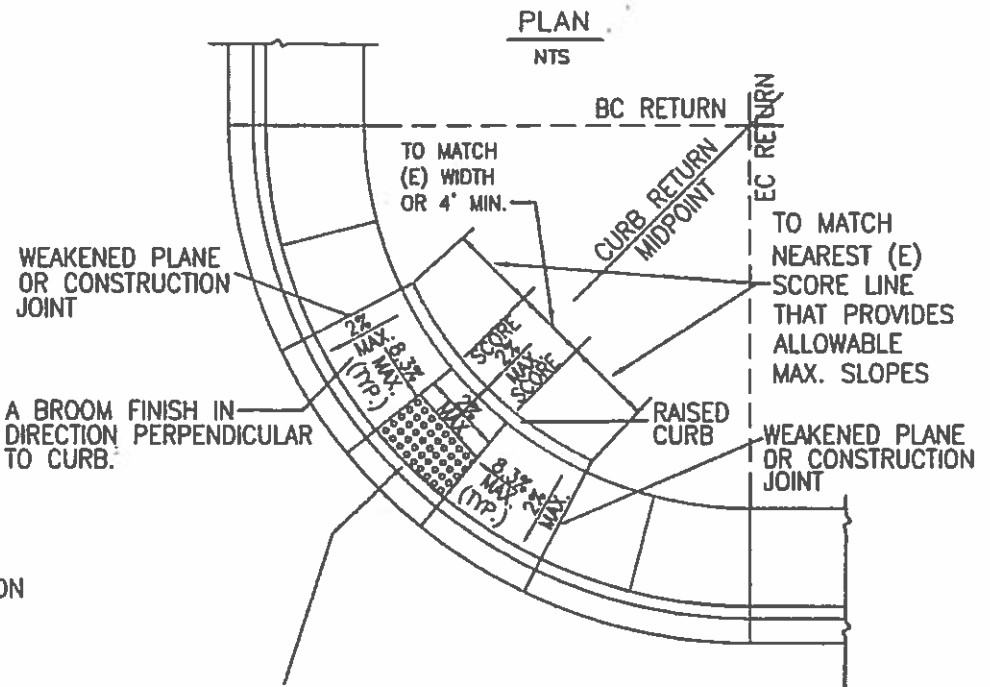 PLAN
NTS
BC RETURN
EC RETURN
TO MATCH
(E) WIDTH
OR 4' MIN.
CURB RETURN
MIDPOINT
TO MATCH
NEAREST (E)
SCORE LINE
THAT PROVIDES
ALLOWABLE
MAX. SLOPES
WEAKENED PLANE
OR CONSTRUCTION
JOINT
2%
MAX.
8.3%
MAX.
(TYP.)
SCORE
2%
MAX
SCORE
2%
MAX
A BROOM FINISH IN
DIRECTION PERPENDICULAR
TO CURB.
RAISED
CURB
WEAKENED PLANE
OR CONSTRUCTION
JOINT
8.3%
MAX.
(TYP.)
2%
MAX.
ON